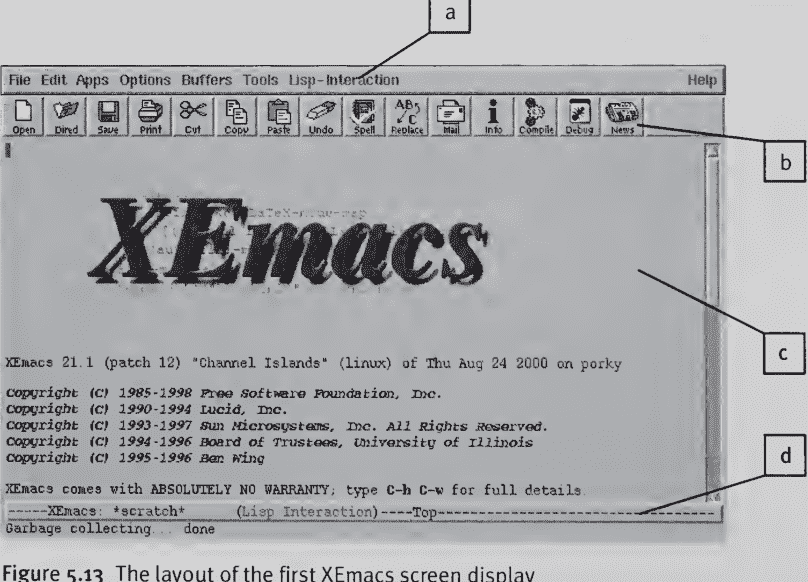 a
File Edit Apps Options Buffers Tools Lisp-Interaction Help
Open Dired Save Print Cut Copy Paste Undo Spell Replace Mail Info Compile Debug News
b
XEmacs
c
XEmacs 21.1 (patch 12) "Channel Islands" (linux) of Thu Aug 24 2000 on porky
Copyright (C) 1985-1998 Free Software Foundation, Inc.
Copyright (C) 1990-1994 Lucid, Inc.
Copyright (C) 1993-1997 Sun Microsystems, Inc. All Rights Reserved.
Copyright (C) 1994-1996 Board of Trustees, University of Illinois
Copyright (C) 1995-1996 Ben Wing
d
XEmacs comes with ABSOLUTELY NO WARRANTY; type C-h C-w for full details.
-----XEmacs: *scratch* (Lisp Interaction)----Top----------------------------------
Garbage collecting... done
Figure 5.13 The layout of the first XEmacs screen display